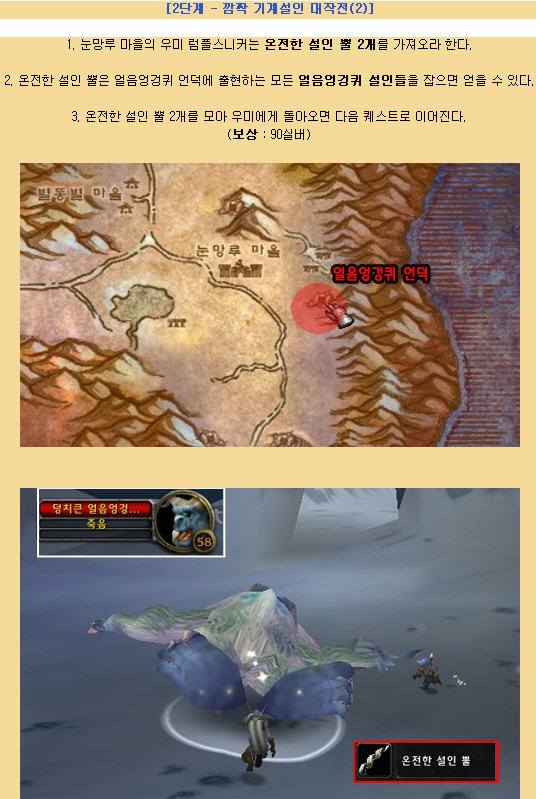 [2단계 - 깜짝 기계설인 대작전(2)]
1. 눈망루 마을의 우미 럼플스니커는 온전한 설인 뿔 2개를 가져오라 한다.
2. 온전한 설인 뿔은 얼음엉겅퀴 언덕에 출현하는 모든 얼음엉겅퀴 설인들을 잡으면 얻을 수 있다.
3. 온전한 설인 뿔 2개를 모아 우미에게 돌아오면 다음 퀘스트로 이어진다.
(보상 : 90실버)
별똥별 마을
눈망루 마을
얼음엉겅퀴 언덕
덩치큰 얼음엉겅...
죽음
58
온전한 설인 뿔